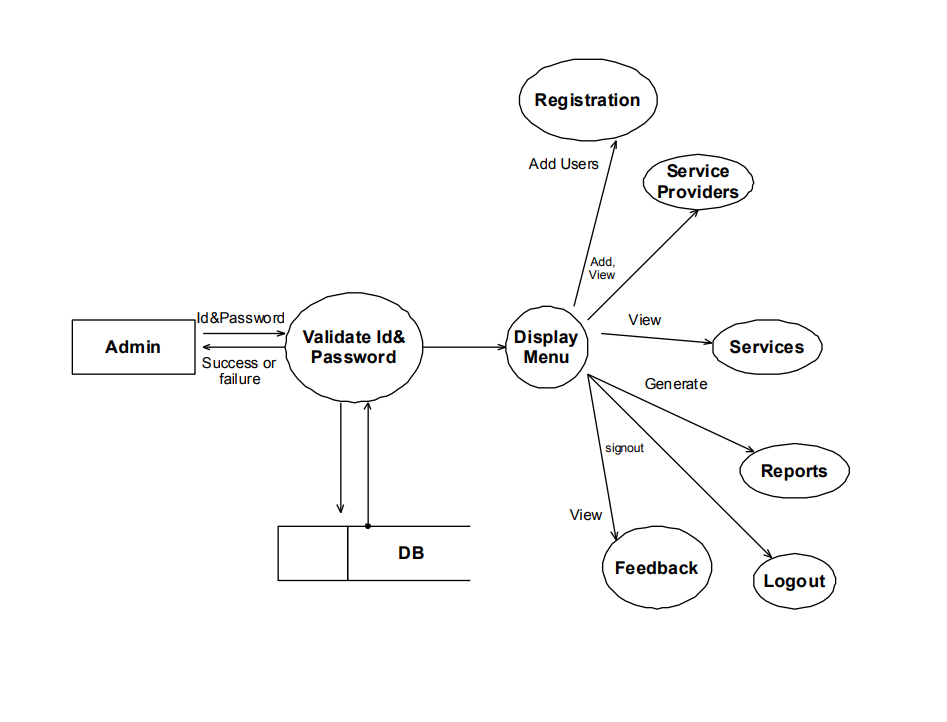 Registration
Add Users
Service
Providers
Add,
View
Id&Password
Admin
Success or
failure
Validate Id&
Password
Display
Menu
View
Services
Generate
signout
Reports
View
DB
Feedback
Logout